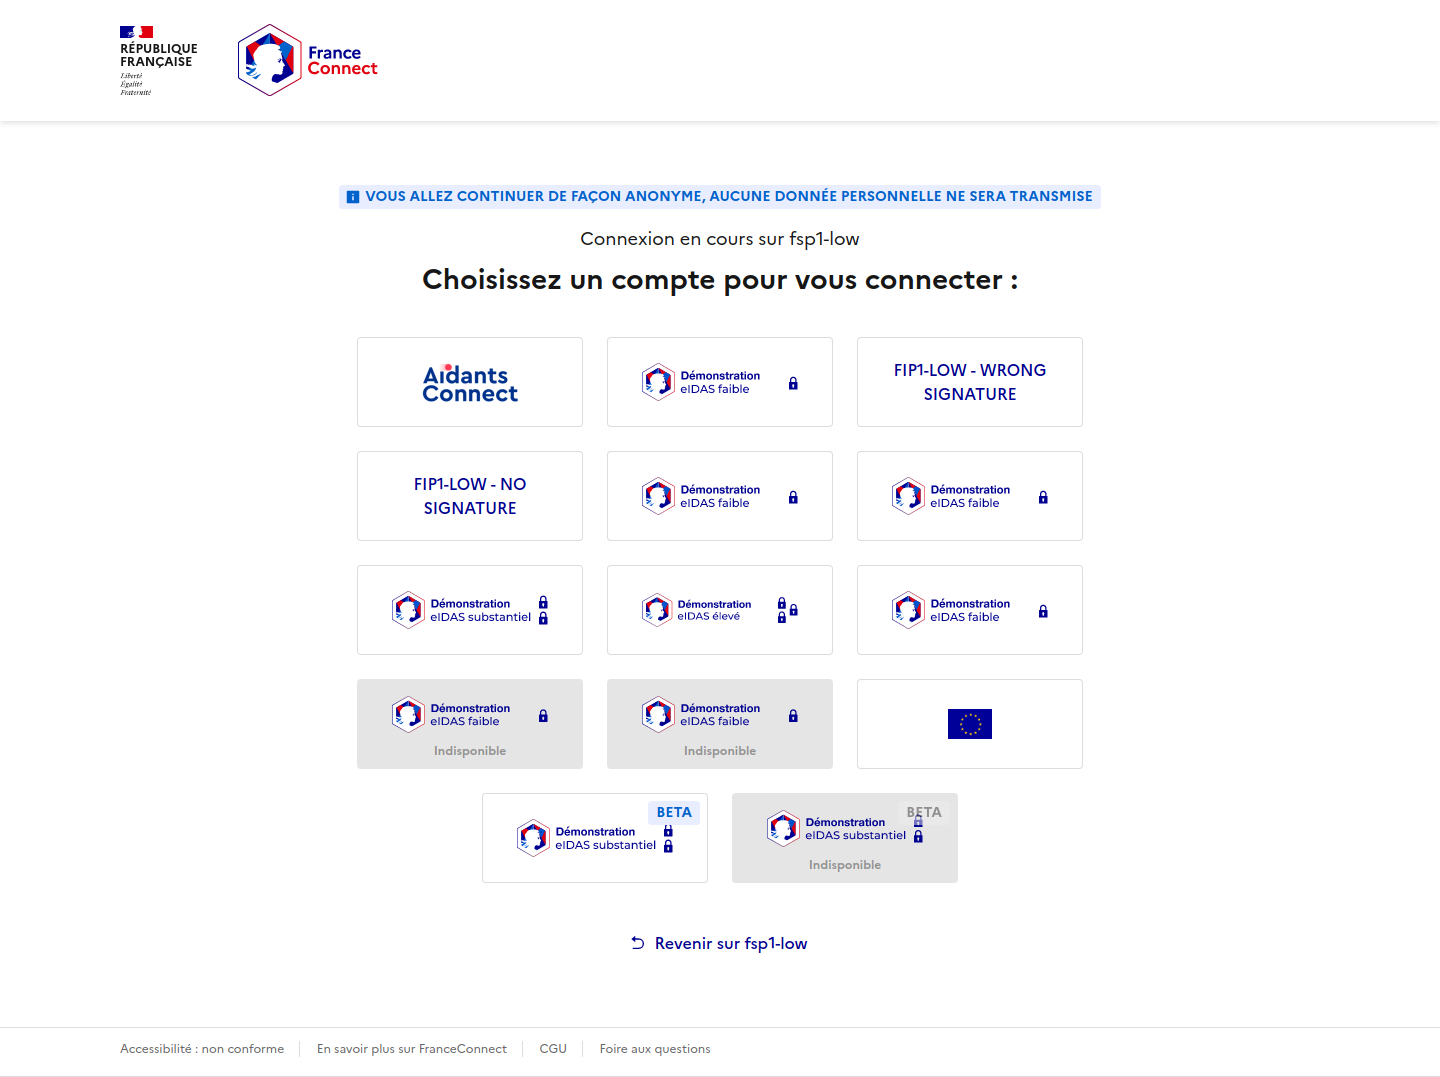 RÉPUBLIQUE
FRANÇAISE
Liberté
Égalité
Fraternité
France
Connect
VOUS ALLEZ CONTINUER DE FAÇON ANONYME, AUCUNE DONNÉE PERSONNELLE NE SERA TRANSMISE
Connexion en cours sur fsp1-low
Choisissez un compte pour vous connecter :
Aidants
Connect
Démonstration
eIDAS faible
FIP1-LOW - WRONG
SIGNATURE
FIP1-LOW - NO
SIGNATURE
Démonstration
eIDAS faible
Démonstration
eIDAS faible
Démonstration
eIDAS substantiel
Démonstration
eIDAS élevé
Démonstration
eIDAS faible
Démonstration
eIDAS faible
Indisponible
Démonstration
eIDAS faible
Indisponible
BETA
Démonstration
eIDAS substantiel
BETA
Démonstration
eIDAS substantiel
Indisponible
Revenir sur fsp1-low
Accessibilité : non conforme
En savoir plus sur FranceConnect
CGU
Foire aux questions